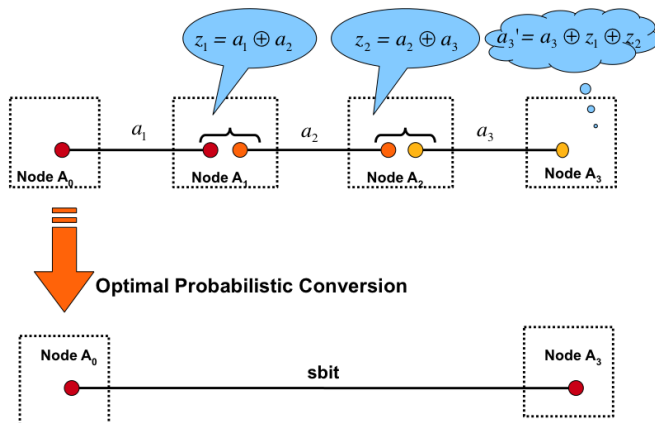 z₁ = a₁ ⊕ a₂
z₂ = a₂ ⊕ a₃
a₃' = a₃ ⊕ z₁ ⊕ z₂
a₁
a₂
a₃
Node A₀
Node A₁
Node A₂
Node A₃
Optimal Probabilistic Conversion
Node A₀
Node A₃
sbit